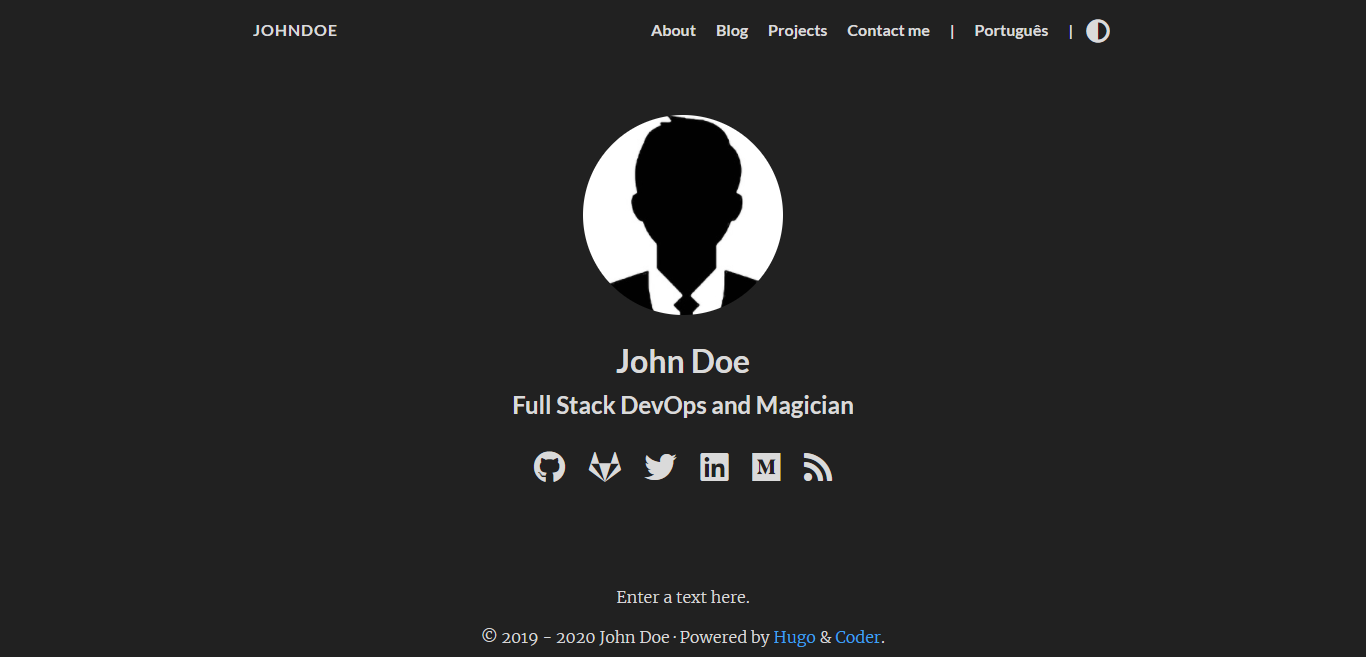 JOHNDOE
About Blog Projects Contact me | Português |
John Doe
Full Stack DevOps and Magician
Enter a text here.
© 2019 - 2020 John Doe · Powered by Hugo & Coder.